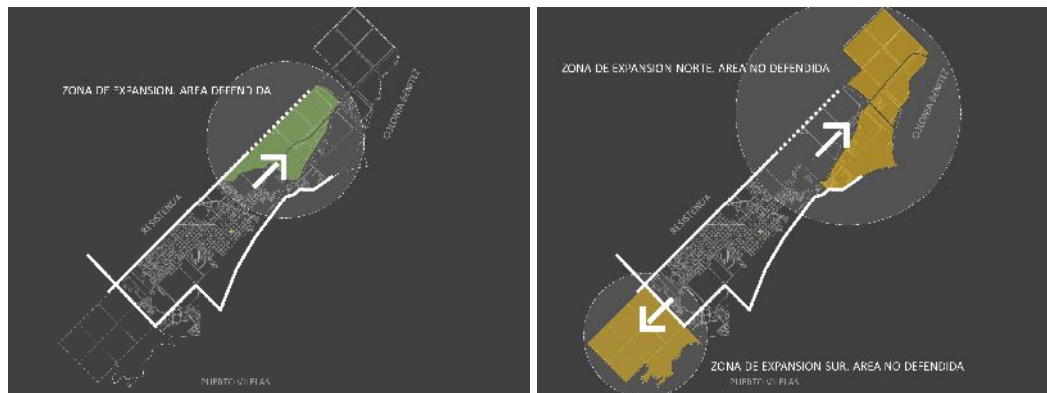 ZONA DE EXPANSION. AREA DEFENDIDA
COLONIA BENITEZ
RESISTENCIA
PUERTO VILELAS
ZONA DE EXPANSION NORTE. AREA NO DEFENDIDA
COLONIA BENITEZ
RESISTENCIA
ZONA DE EXPANSION SUR. AREA NO DEFENDIDA
PUERTO VILELAS